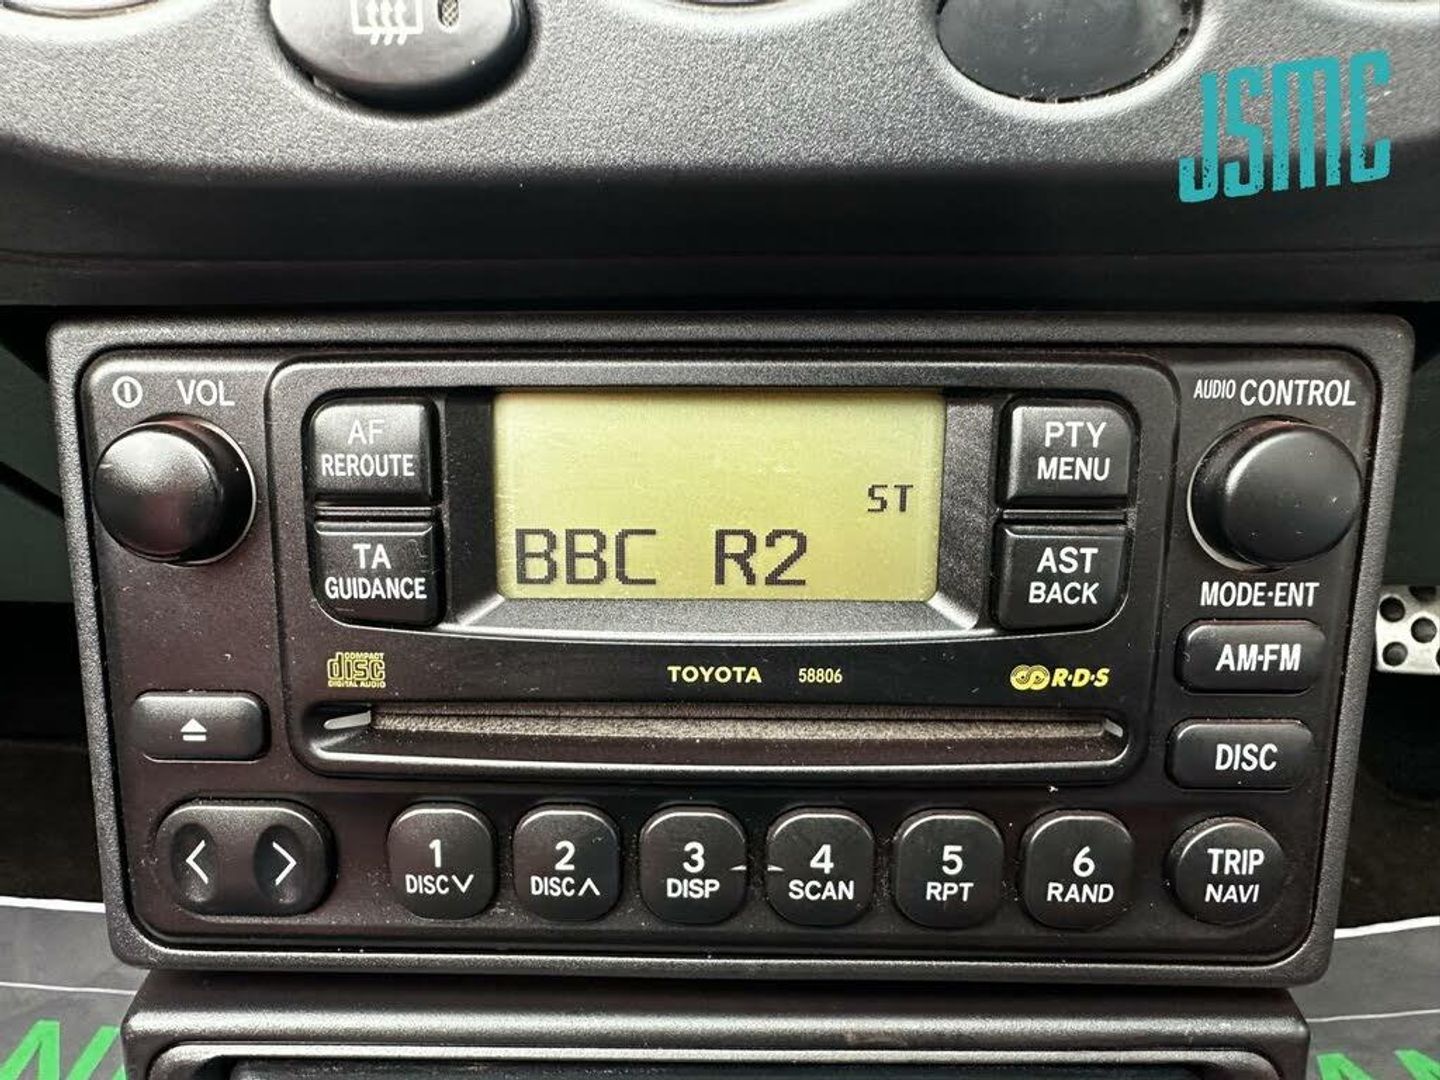 JSMC
VOL
AUDIO CONTROL
AF
REROUTE
PTY
MENU
ST
BBC R2
TA
GUIDANCE
AST
BACK
MODE·ENT
COMPACT
disc
DIGITAL AUDIO
TOYOTA 58806
R·D·S
AM·FM
DISC
1
DISC
2
DISC
3
DISP
4
SCAN
5
RPT
6
RAND
TRIP
NAVI